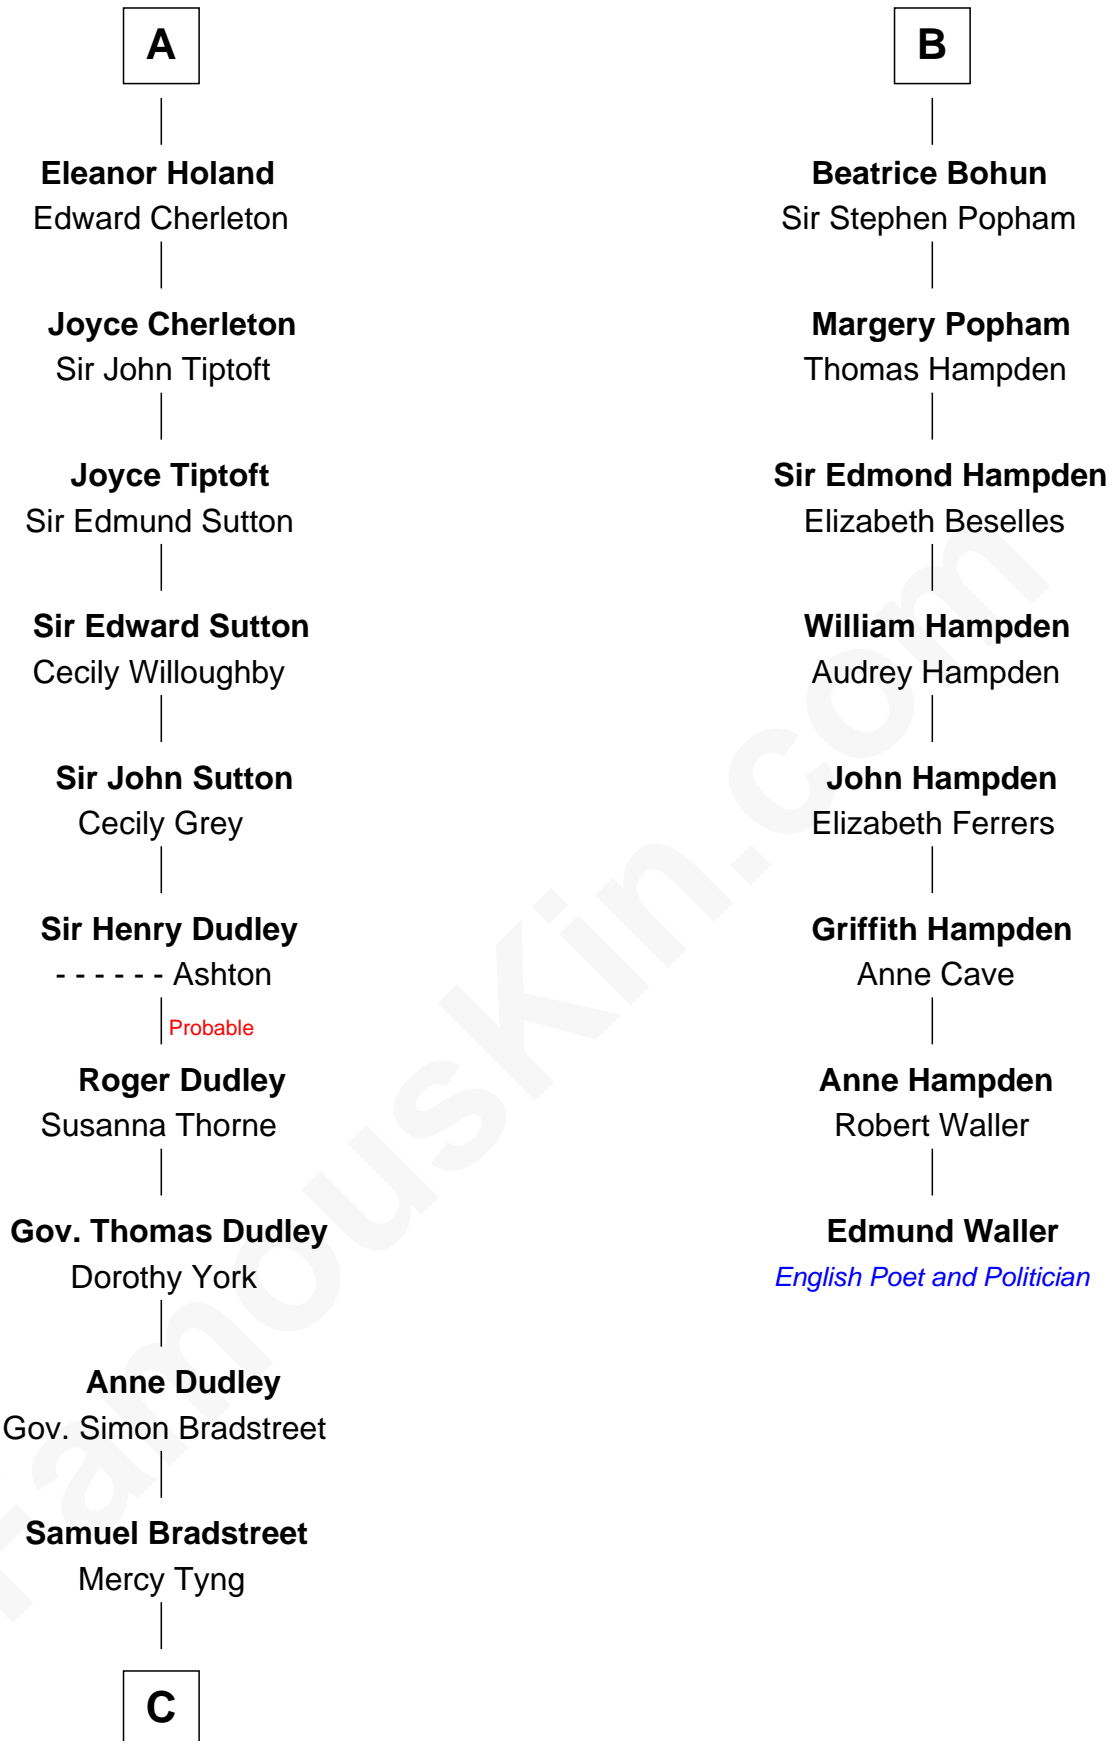 A
Eleanor Holand
Edward Cherleton
Joyce Cherleton
Sir John Tiptoft
Joyce Tiptoft
Sir Edmund Sutton
Sir Edward Sutton
Cecily Willoughby
Sir John Sutton
Cecily Grey
Sir Henry Dudley
- - - - - - Ashton
Probable
Roger Dudley
Susanna Thorne
Gov. Thomas Dudley
Dorothy York
Anne Dudley
Gov. Simon Bradstreet
Samuel Bradstreet
Mercy Tyng
C
B
Beatrice Bohun
Sir Stephen Popham
Margery Popham
Thomas Hampden
Sir Edmond Hampden
Elizabeth Beselles
William Hampden
Audrey Hampden
John Hampden
Elizabeth Ferrers
Griffith Hampden
Anne Cave
Anne Hampden
Robert Waller
Edmund Waller
English Poet and Politician
FamousKin.com